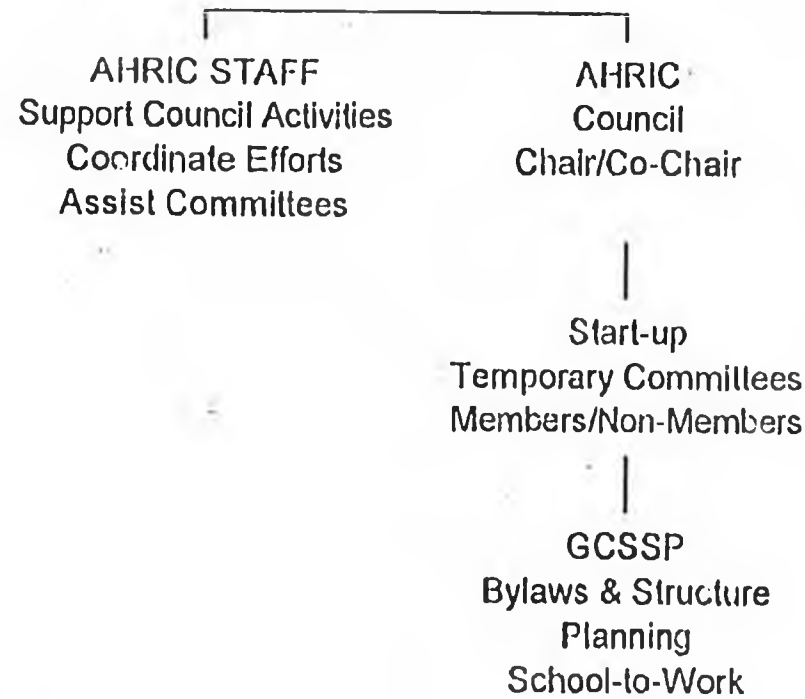 AHRIC STAFF
Support Council Activities
Coordinate Efforts
Assist Committees
AHRIC
Council
Chair/Co-Chair
Start-up
Temporary Committees
Members/Non-Members
GCSSP
Bylaws & Structure
Planning
School-to-Work